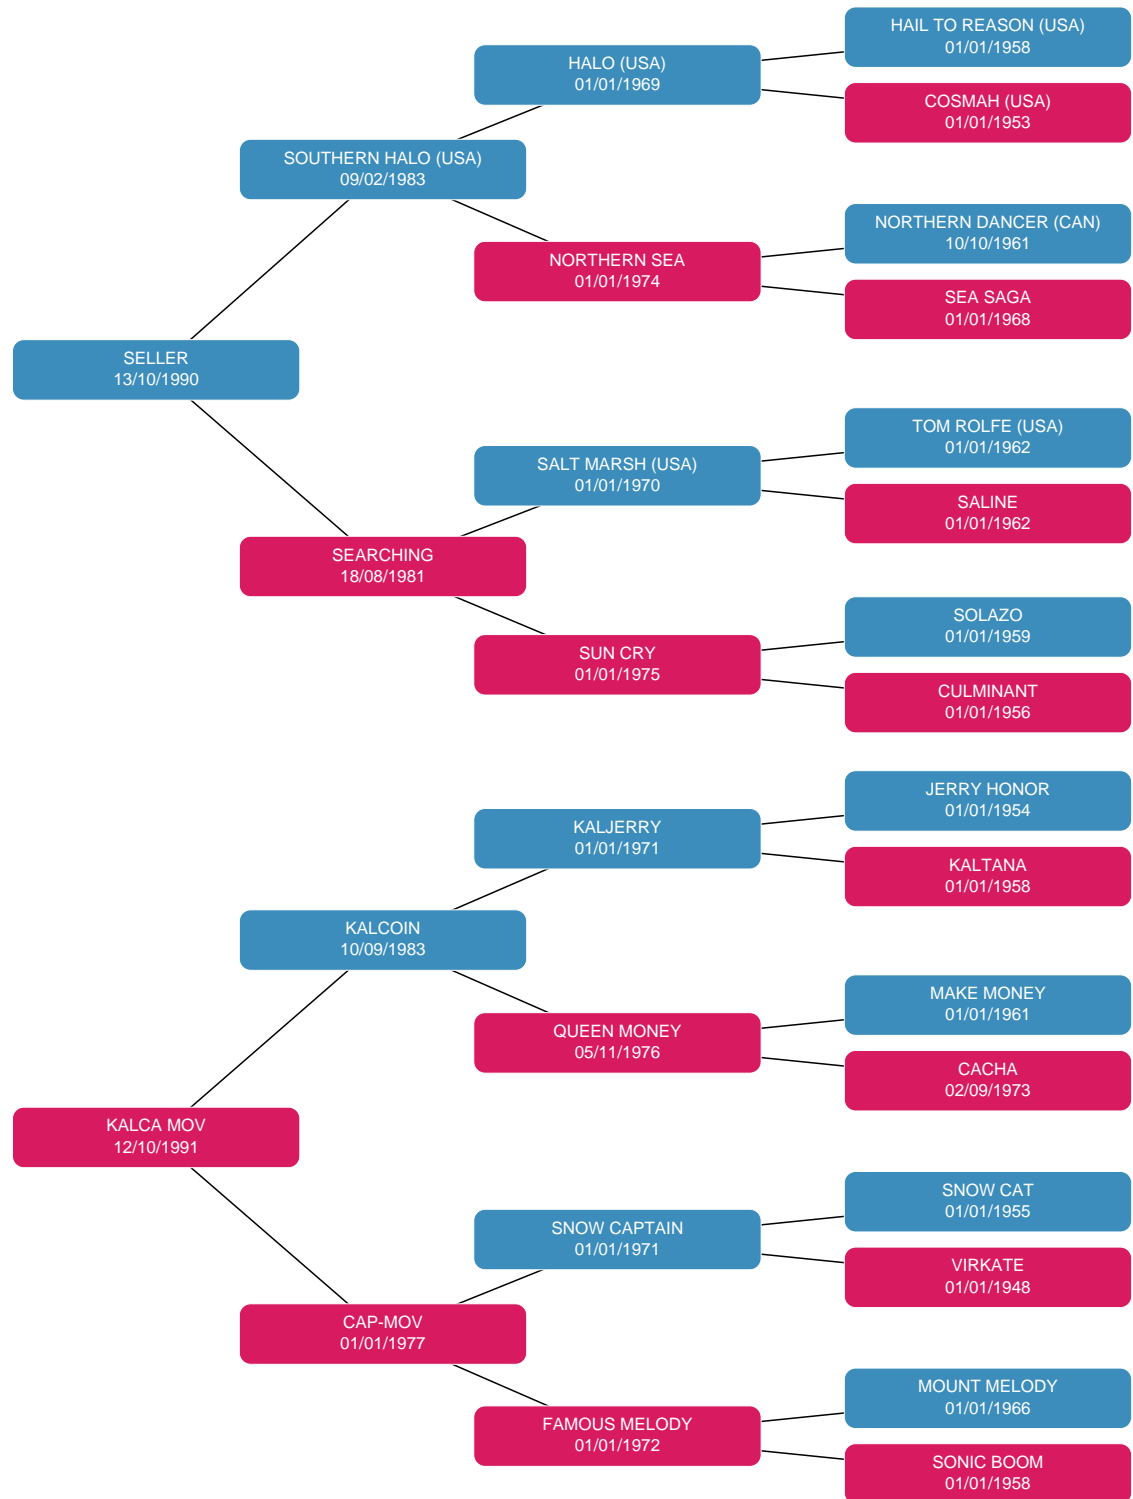 HAIL TO REASON (USA)
01/01/1958
HALO (USA)
01/01/1969
COSMAH (USA)
01/01/1953
SOUTHERN HALO (USA)
09/02/1983
NORTHERN DANCER (CAN)
10/10/1961
NORTHERN SEA
01/01/1974
SEA SAGA
01/01/1968
SELLER
13/10/1990
TOM ROLFE (USA)
01/01/1962
SALT MARSH (USA)
01/01/1970
SALINE
01/01/1962
SEARCHING
18/08/1981
SOLAZO
01/01/1959
SUN CRY
01/01/1975
CULMINANT
01/01/1956
JERRY HONOR
01/01/1954
KALJERRY
01/01/1971
KALTANA
01/01/1958
KALCOIN
10/09/1983
MAKE MONEY
01/01/1961
QUEEN MONEY
05/11/1976
CACHA
02/09/1973
KALCA MOV
12/10/1991
SNOW CAT
01/01/1955
SNOW CAPTAIN
01/01/1971
VIRKATE
01/01/1948
CAP-MOV
01/01/1977
MOUNT MELODY
01/01/1966
FAMOUS MELODY
01/01/1972
SONIC BOOM
01/01/1958